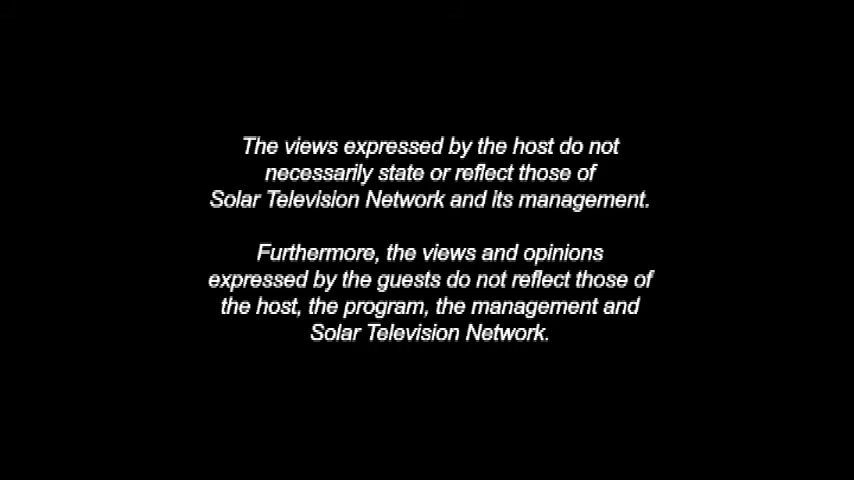 The views expressed by the host do not
necessarily state or reflect those of
Solar Television Network and its management.
Furthermore, the views and opinions
expressed by the guests do not reflect those of
the host, the program, the management and
Solar Television Network.